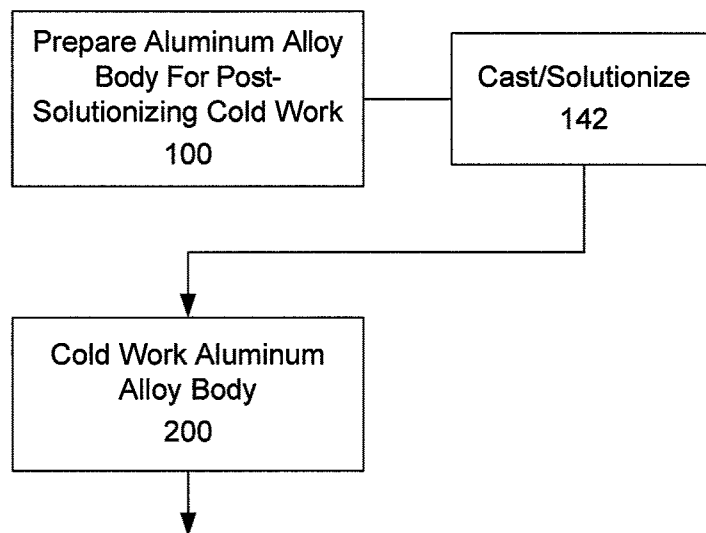 Prepare Aluminum Alloy
Body For Post-
Solutionizing Cold Work
100
Cast/Solutionize
142
Cold Work Aluminum
Alloy Body
200